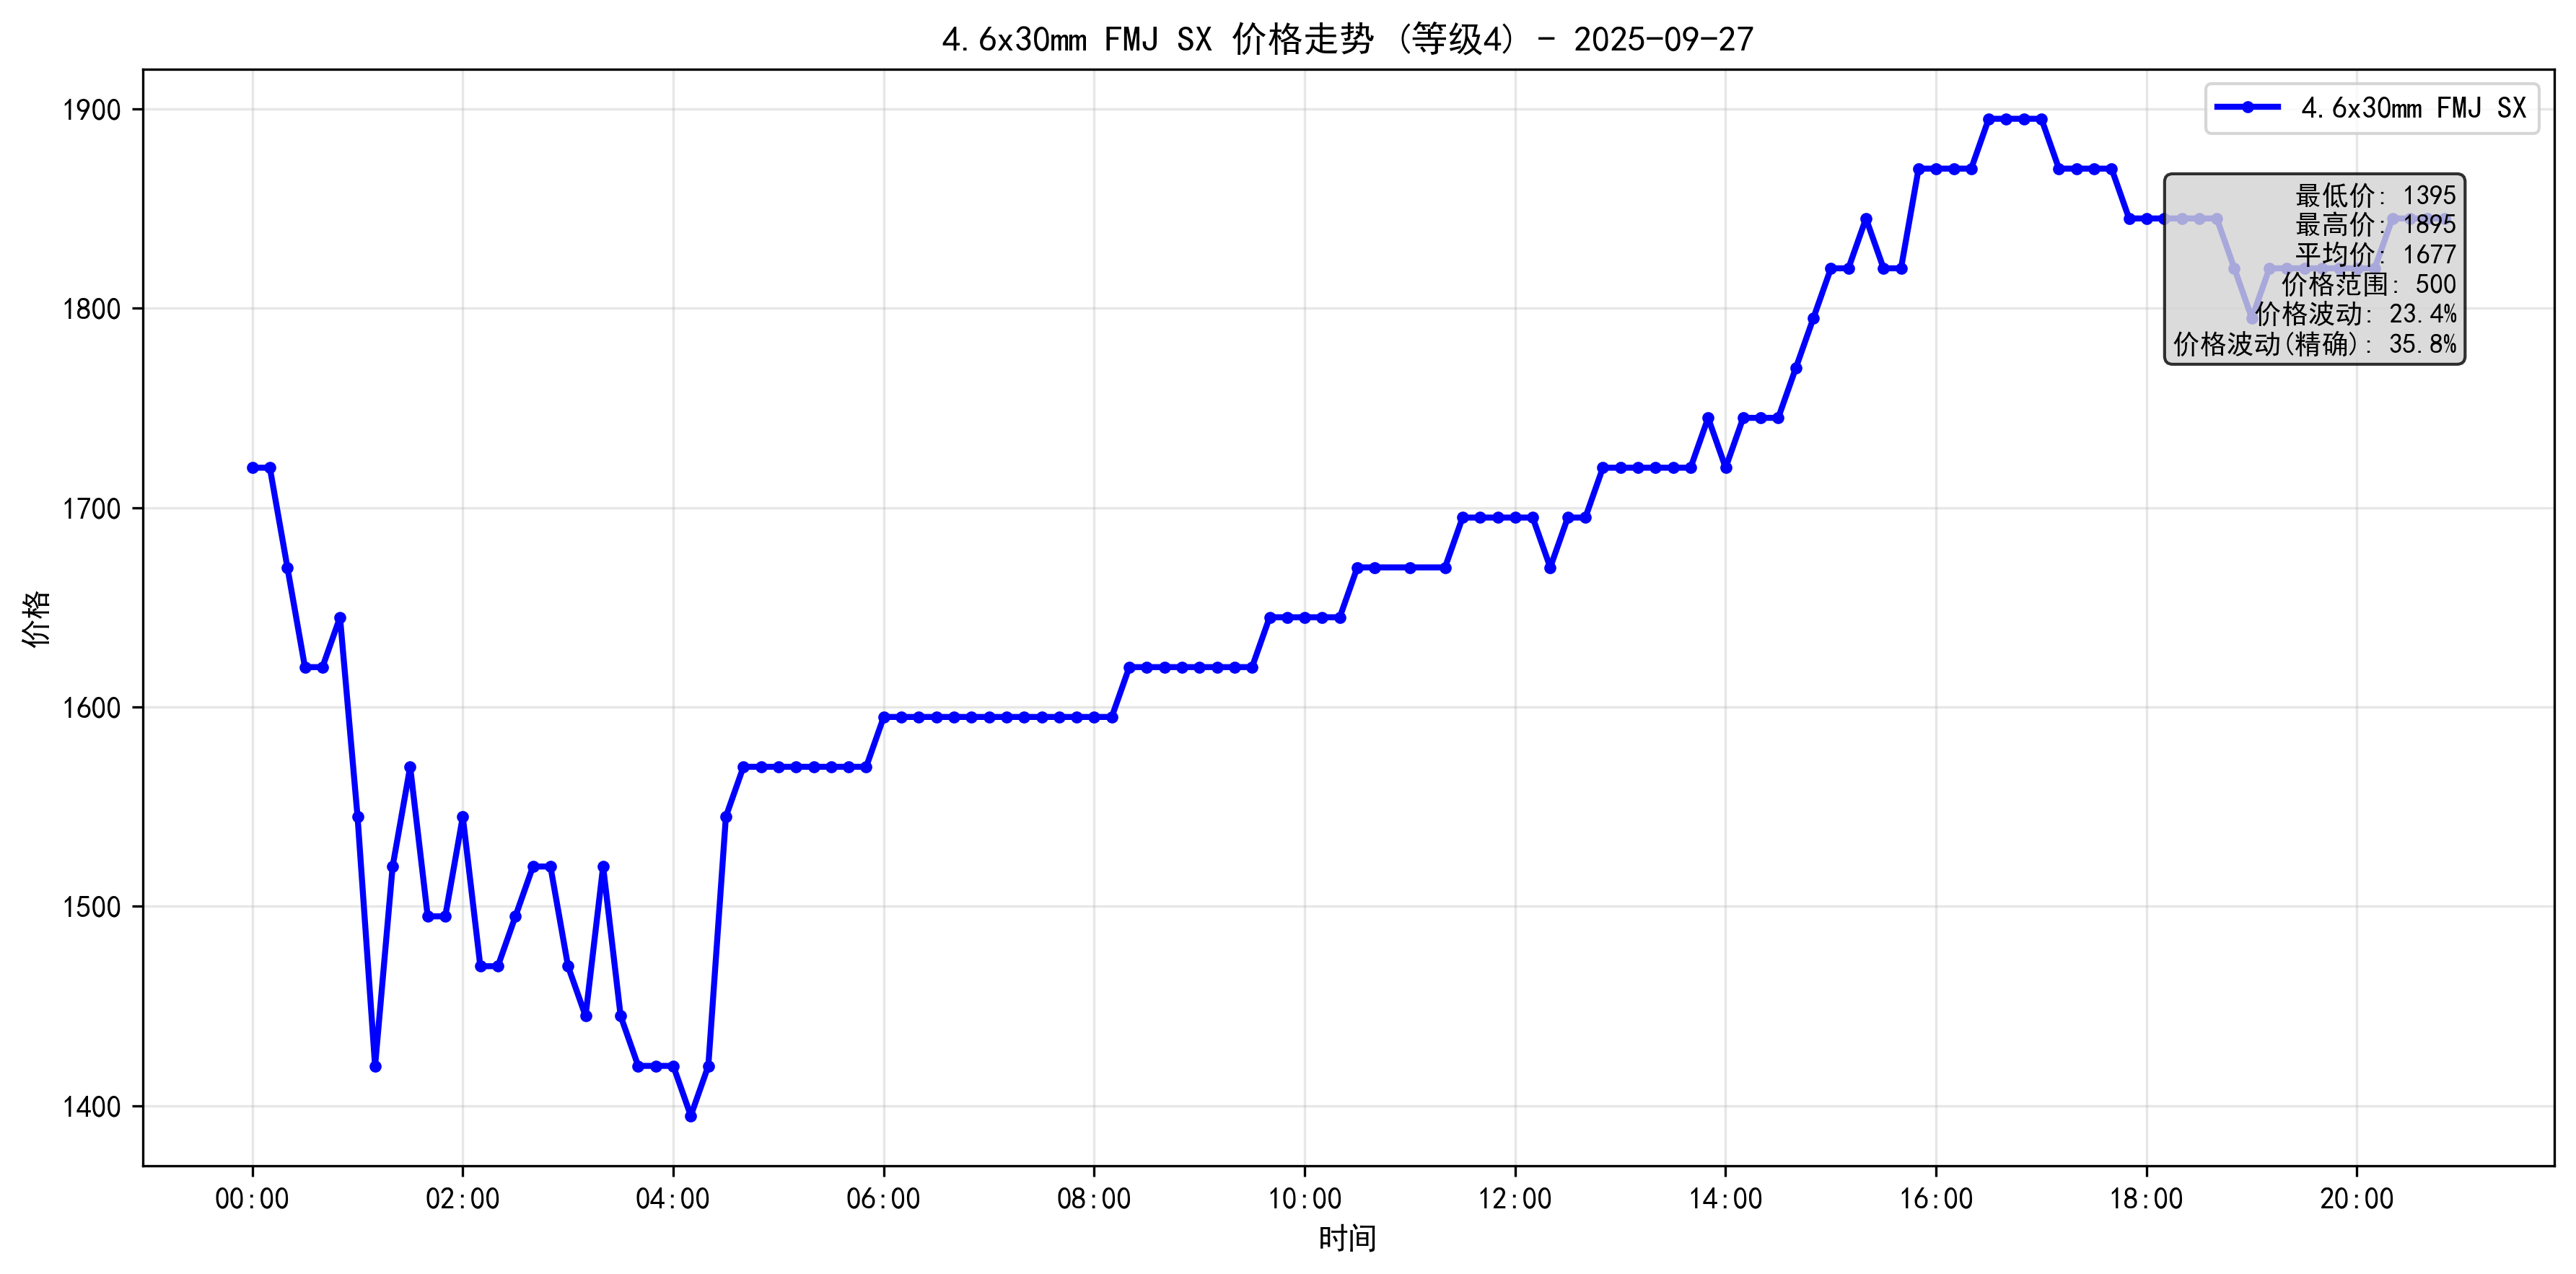 4.6x30mm FMJ SX 价格走势 (等级4) - 2025-09-27
4.6x30mm FMJ SX
最低价: 1395
最高价: 1895
平均价: 1677
价格范围: 500
价格波动: 23.4%
价格波动(精确): 35.8%
价格
1900
1800
1700
1600
1500
1400
00:00 02:00 04:00 06:00 08:00 10:00 12:00 14:00 16:00 18:00 20:00
时间